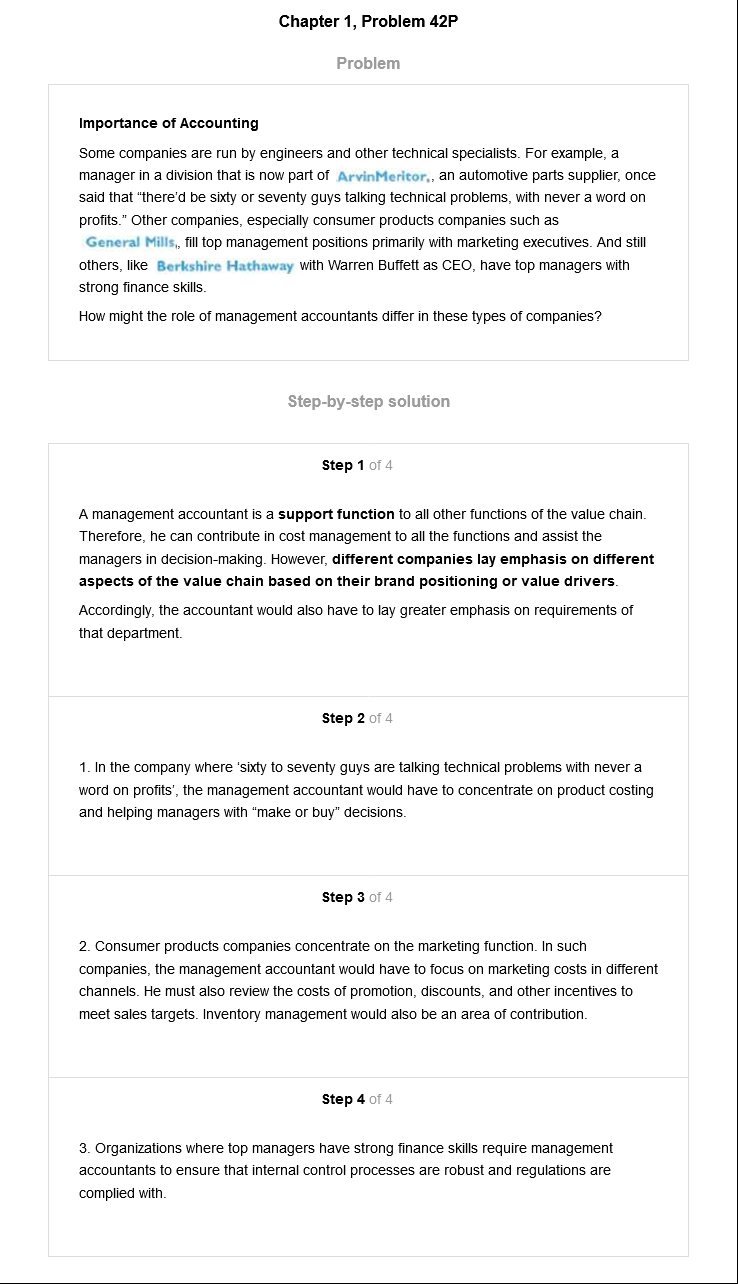 Chapter 1, Problem 42P
Problem
Importance of Accounting
Some companies are run by engineers and other technical specialists. For example, a
manager in a division that is now part of ArvinMeritor,, an automotive parts supplier, once
said that “there’d be sixty or seventy guys talking technical problems, with never a word on
profits.” Other companies, especially consumer products companies such as
General Mills,, fill top management positions primarily with marketing executives. And still
others, like Berkshire Hathaway with Warren Buffett as CEO, have top managers with
strong finance skills.
How might the role of management accountants differ in these types of companies?
Step-by-step solution
Step 1 of 4
A management accountant is a support function to all other functions of the value chain.
Therefore, he can contribute in cost management to all the functions and assist the
managers in decision-making. However, different companies lay emphasis on different
aspects of the value chain based on their brand positioning or value drivers.
Accordingly, the accountant would also have to lay greater emphasis on requirements of
that department.
Step 2 of 4
1. In the company where ‘sixty to seventy guys are talking technical problems with never a
word on profits’, the management accountant would have to concentrate on product costing
and helping managers with “make or buy” decisions.
Step 3 of 4
2. Consumer products companies concentrate on the marketing function. In such
companies, the management accountant would have to focus on marketing costs in different
channels. He must also review the costs of promotion, discounts, and other incentives to
meet sales targets. Inventory management would also be an area of contribution.
Step 4 of 4
3. Organizations where top managers have strong finance skills require management
accountants to ensure that internal control processes are robust and regulations are
complied with.